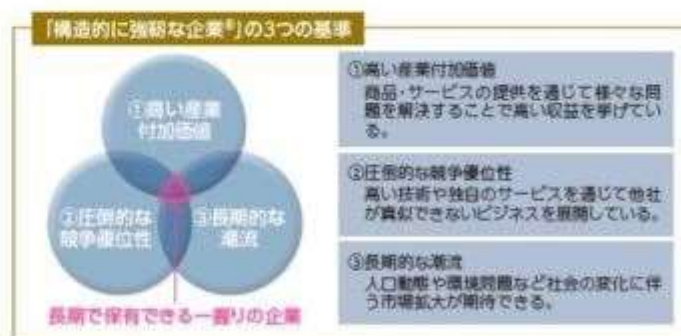 「構造的に強靭な企業®」の3つの基準
①高い産業
付加価値
②圧倒的な
競争優位性
③長期的な
潮流
長期で保有できる一握りの企業
①高い産業付加価値
商品・サービスの提供を通じて様々な問
題を解決することで高い収益を挙げてい
る。
②圧倒的な競争優位性
高い技術や独自のサービスを通じて他社
が真似できないビジネスを展開している。
③長期的な潮流
人口動態や環境問題など社会の変化に伴
う市場拡大が期待できる。